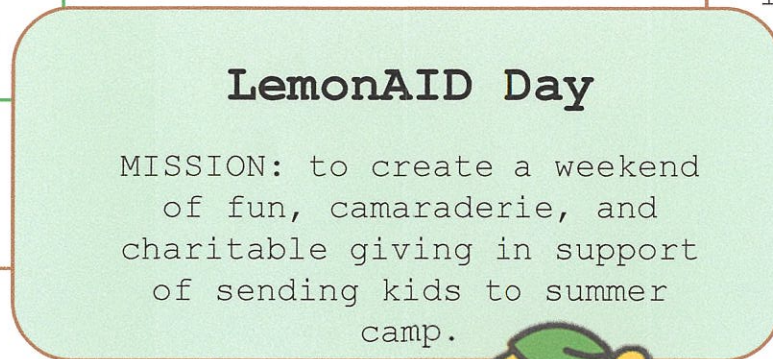 LemonAID Day
MISSION: to create a weekend
of fun, camaraderie, and
charitable giving in support
of sending kids to summer
camp.